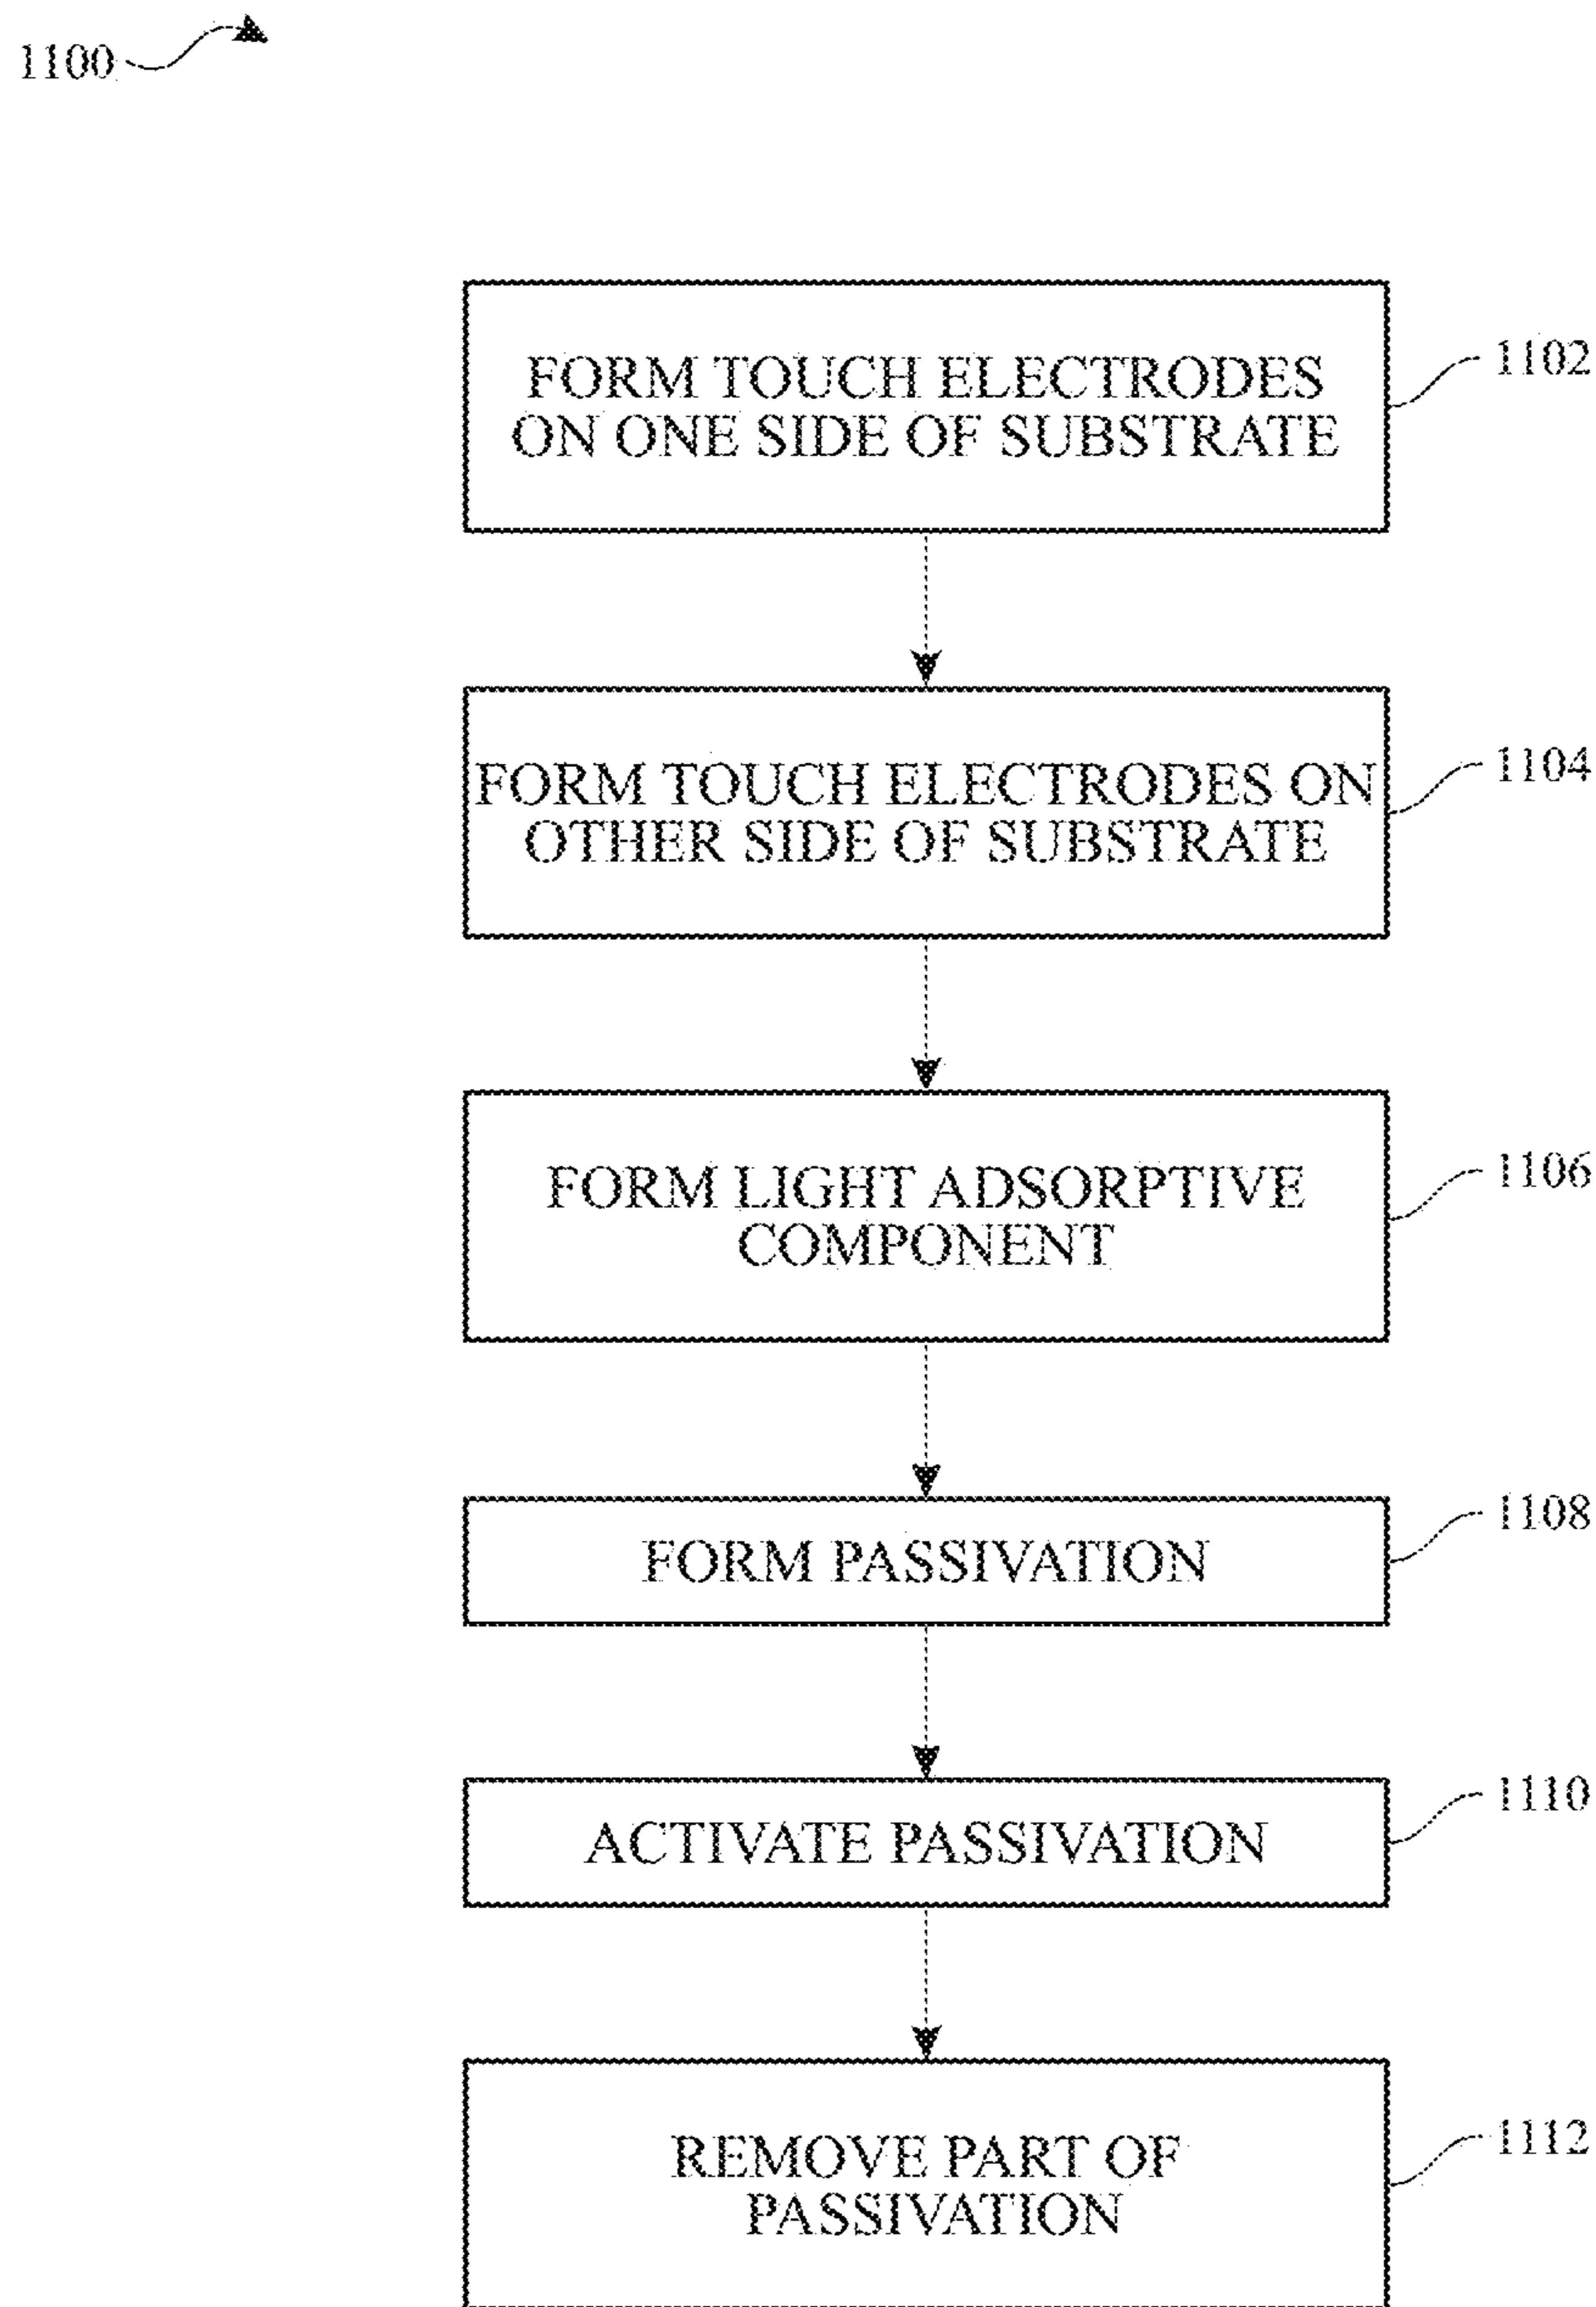 1100
FORM TOUCH ELECTRODES
ON ONE SIDE OF SUBSTRATE
1102
FORM TOUCH ELECTRODES ON
OTHER SIDE OF SUBSTRATE
1104
FORM LIGHT ADSORPTIVE
COMPONENT
1106
FORM PASSIVATION
1108
ACTIVATE PASSIVATION
1110
REMOVE PART OF
PASSIVATION
1112